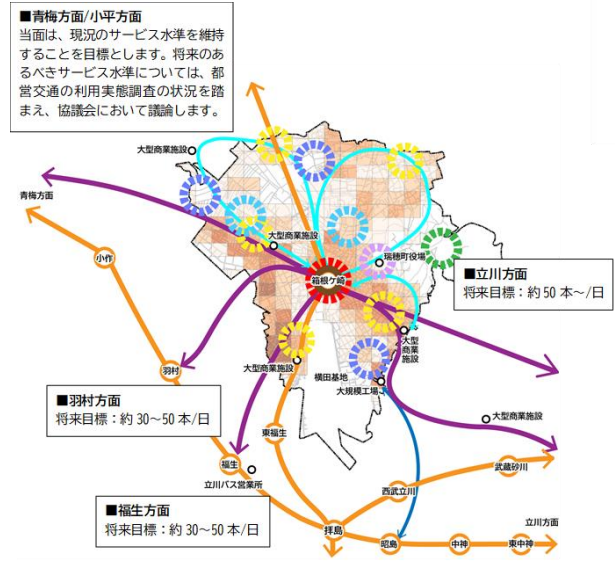 ■青梅方面/小平方面
当面は、現況のサービス水準を維持
することを目標とします。将来のあ
るべきサービス水準については、都
営交通の利用実態調査の状況を踏
まえ、協議会において議論します。
大型商業施設
青梅方面
大型商業施設
瑞穂町役場
箱根ケ崎
小作
■立川方面
将来目標：約50本～/日
大型
商業
施設
羽村
大型商業施設
横田基地
大規模工場
■羽村方面
将来目標：約30～50本/日
大型商業施設
東福生
福生
立川バス営業所
武蔵砂川
西武立川
■福生方面
将来目標：約30～50本/日
立川方面
拝島
昭島
中神
東中神